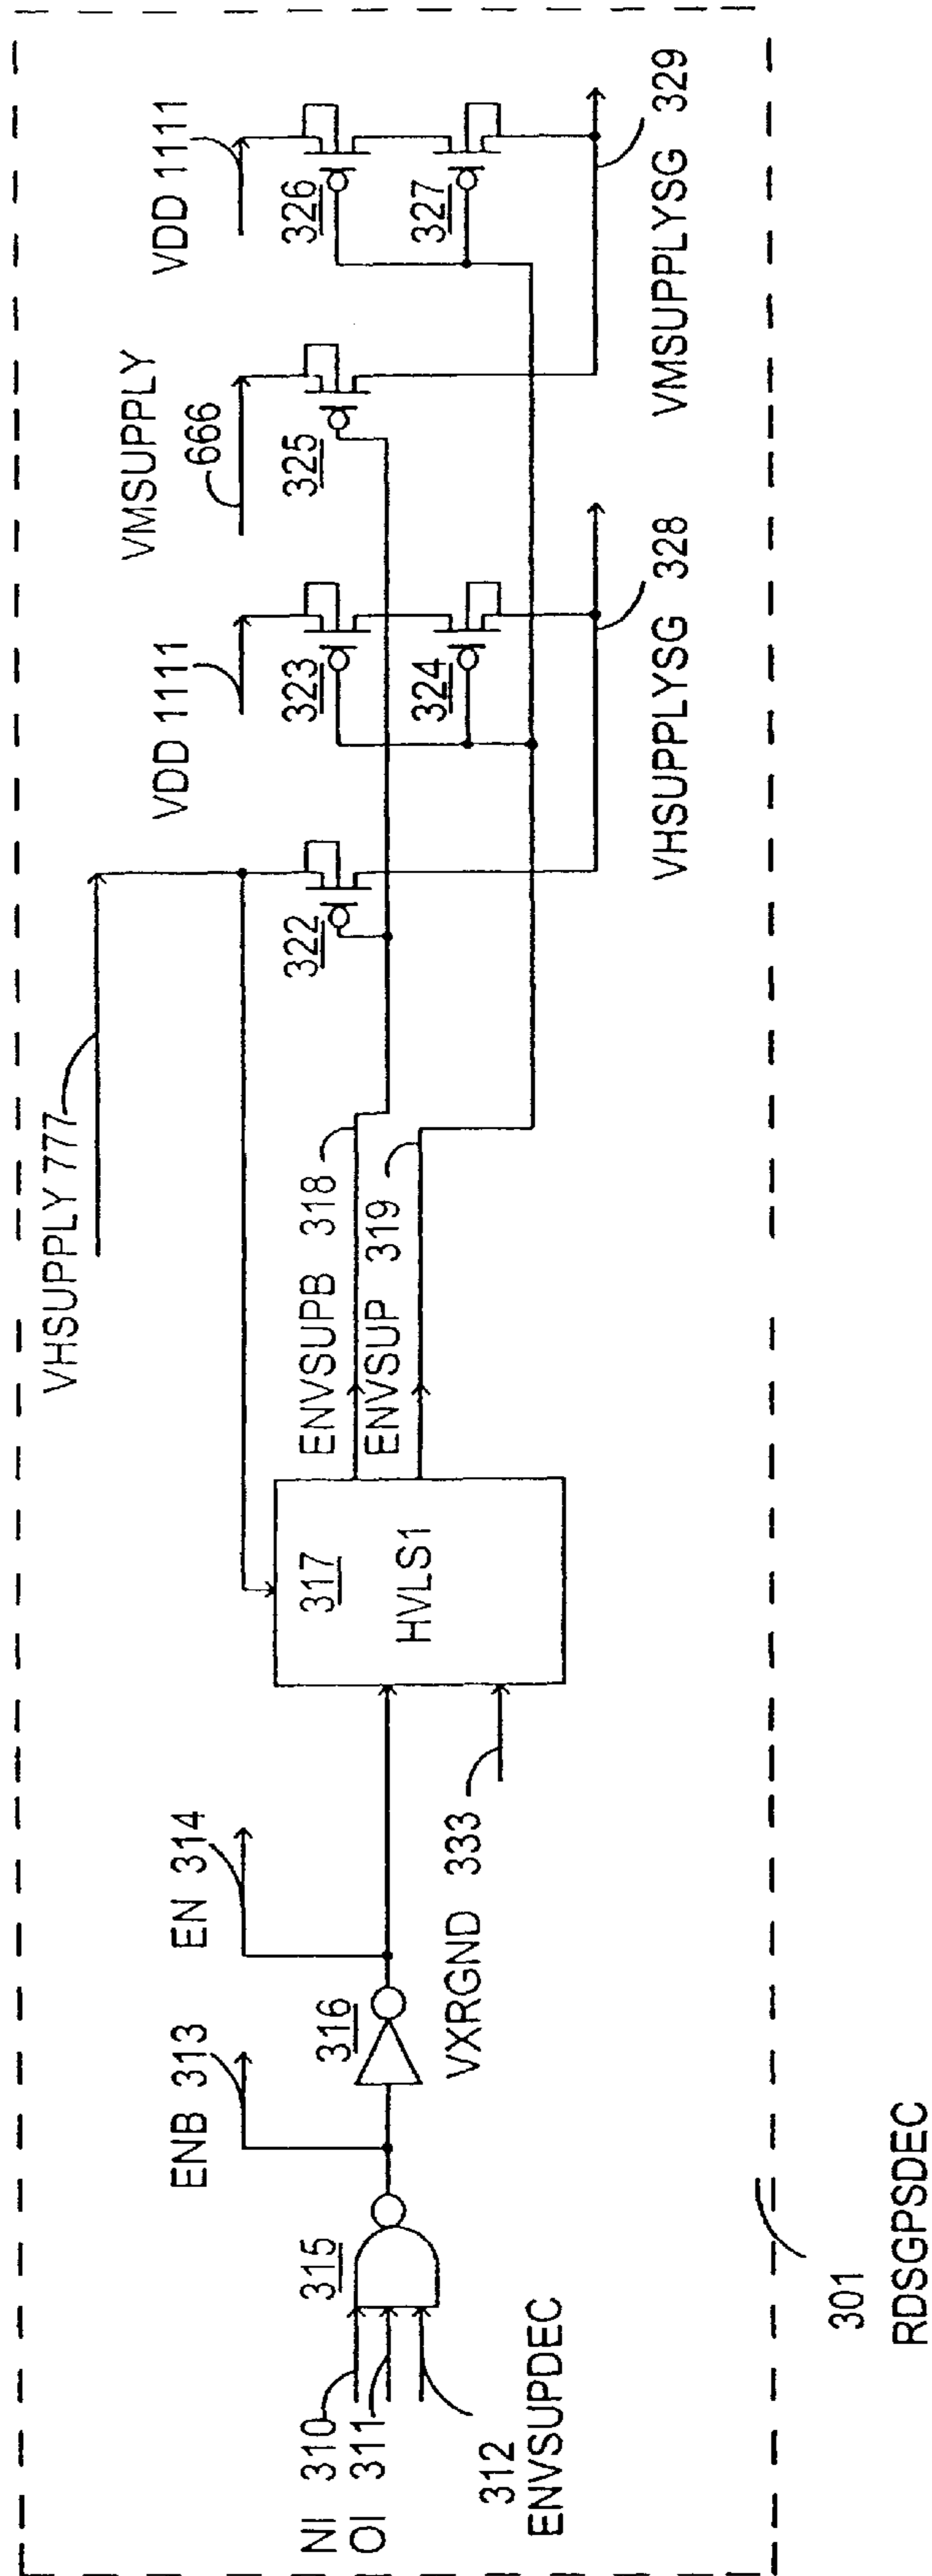 NI 310
OI 311
312
ENVSUPDEC
315
ENB 313
316
EN 314
VXRGND 333
317
HVLS1
VHSUPPLY 777
ENVSUPB 318
ENVSUP 319
322
VDD 1111
323
324
VHSUPPLYSG 328
VMSUPPLY
666
325
VDD 1111
326
327
VMSUPPLYSG 329
301
RDSGPSDEC